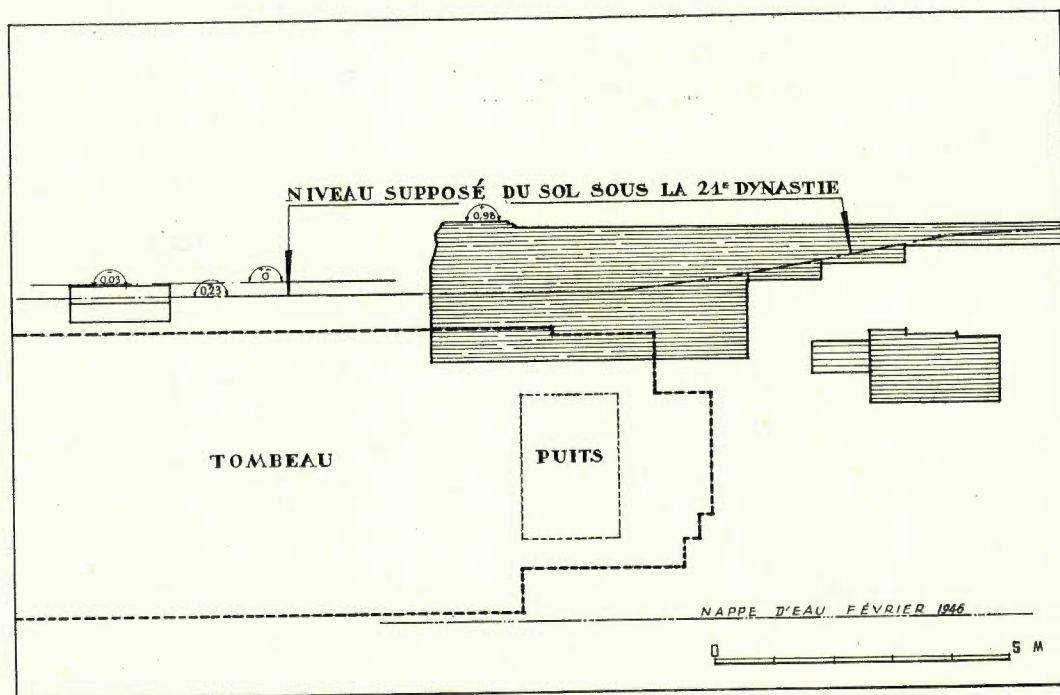 NIVEAU SUPPOSÉ DU SOL SOUS LA 21E DYNASTIE
+
0,98
0,03
0,23
+
0
TOMBEAU
PUITS
NAPPE D'EAU FÉVRIER 1946
0
5 M